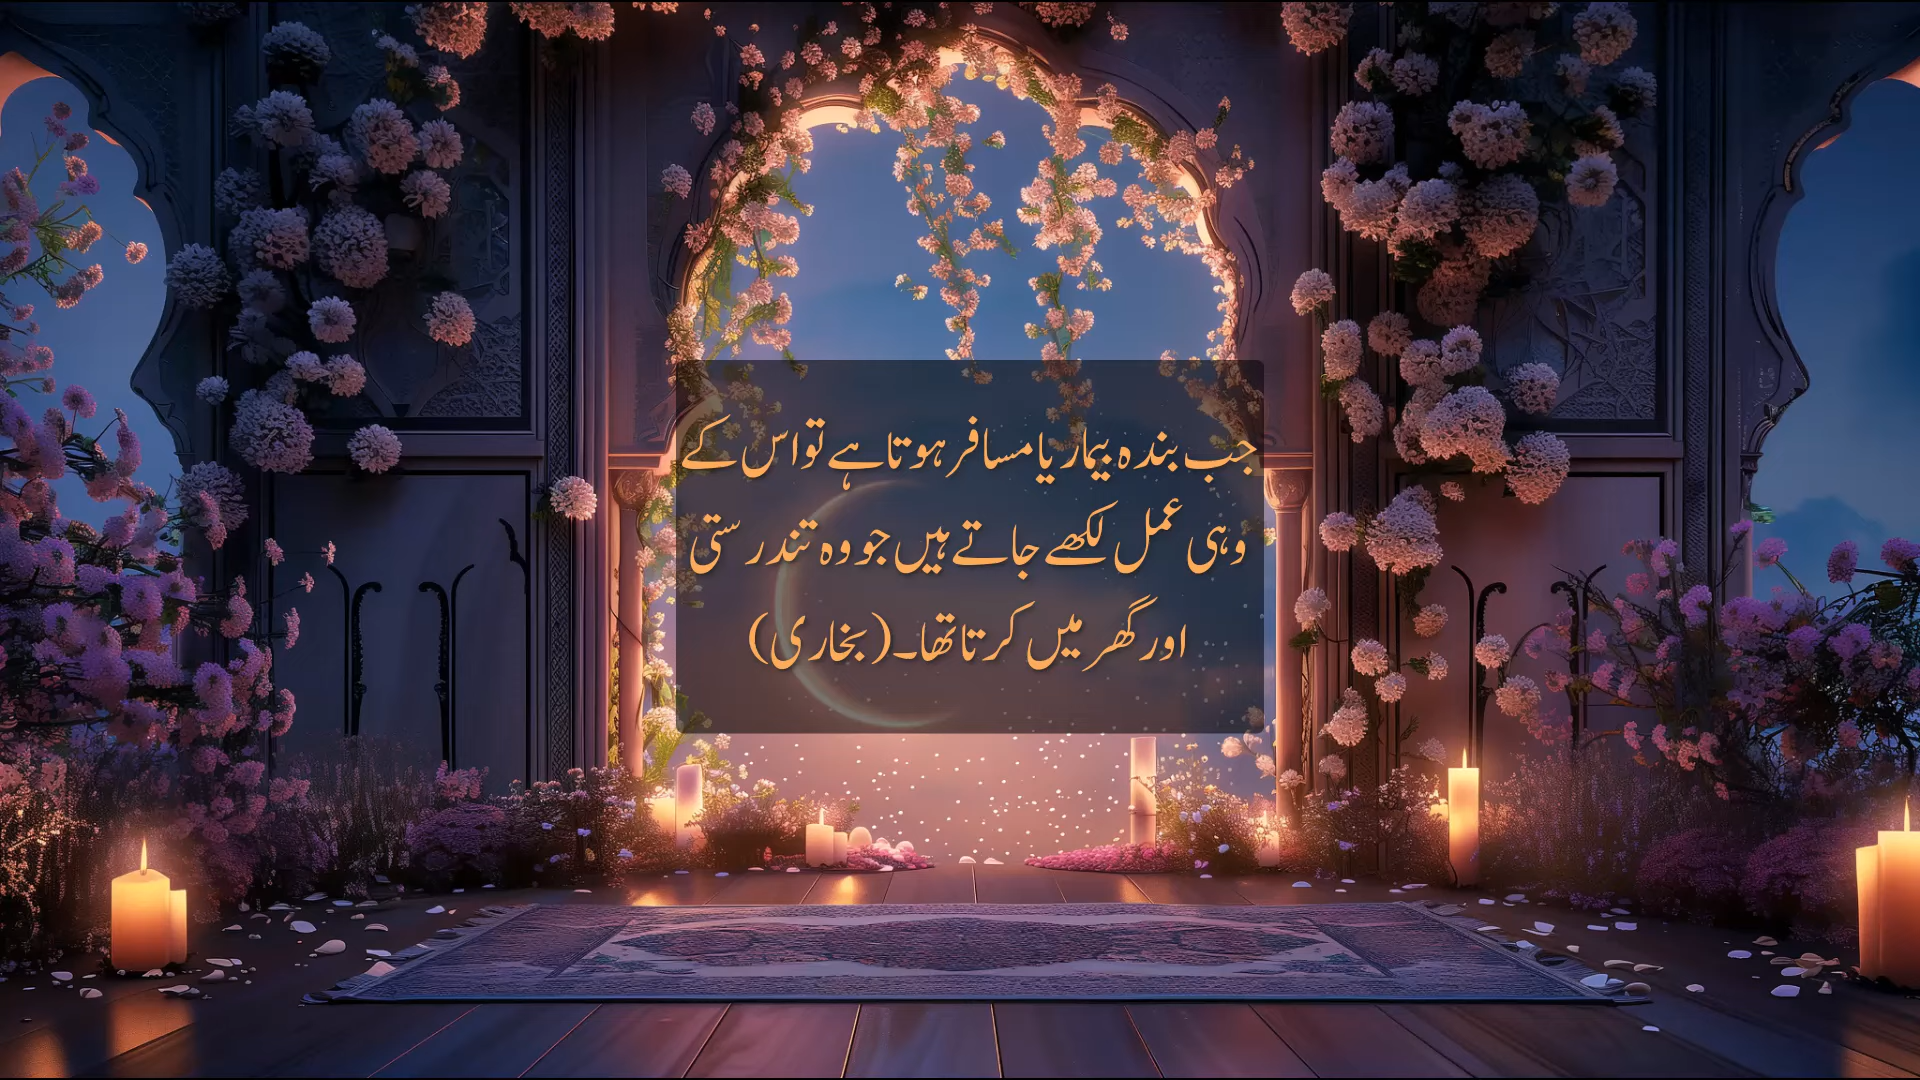 جب بندہ بیمار یا مسافر ہوتا ہے تو اس کے
وہی عمل لکھے جاتے ہیں جو وہ تندرستی
اور گھر میں کرتا تھا۔ (بخاری)